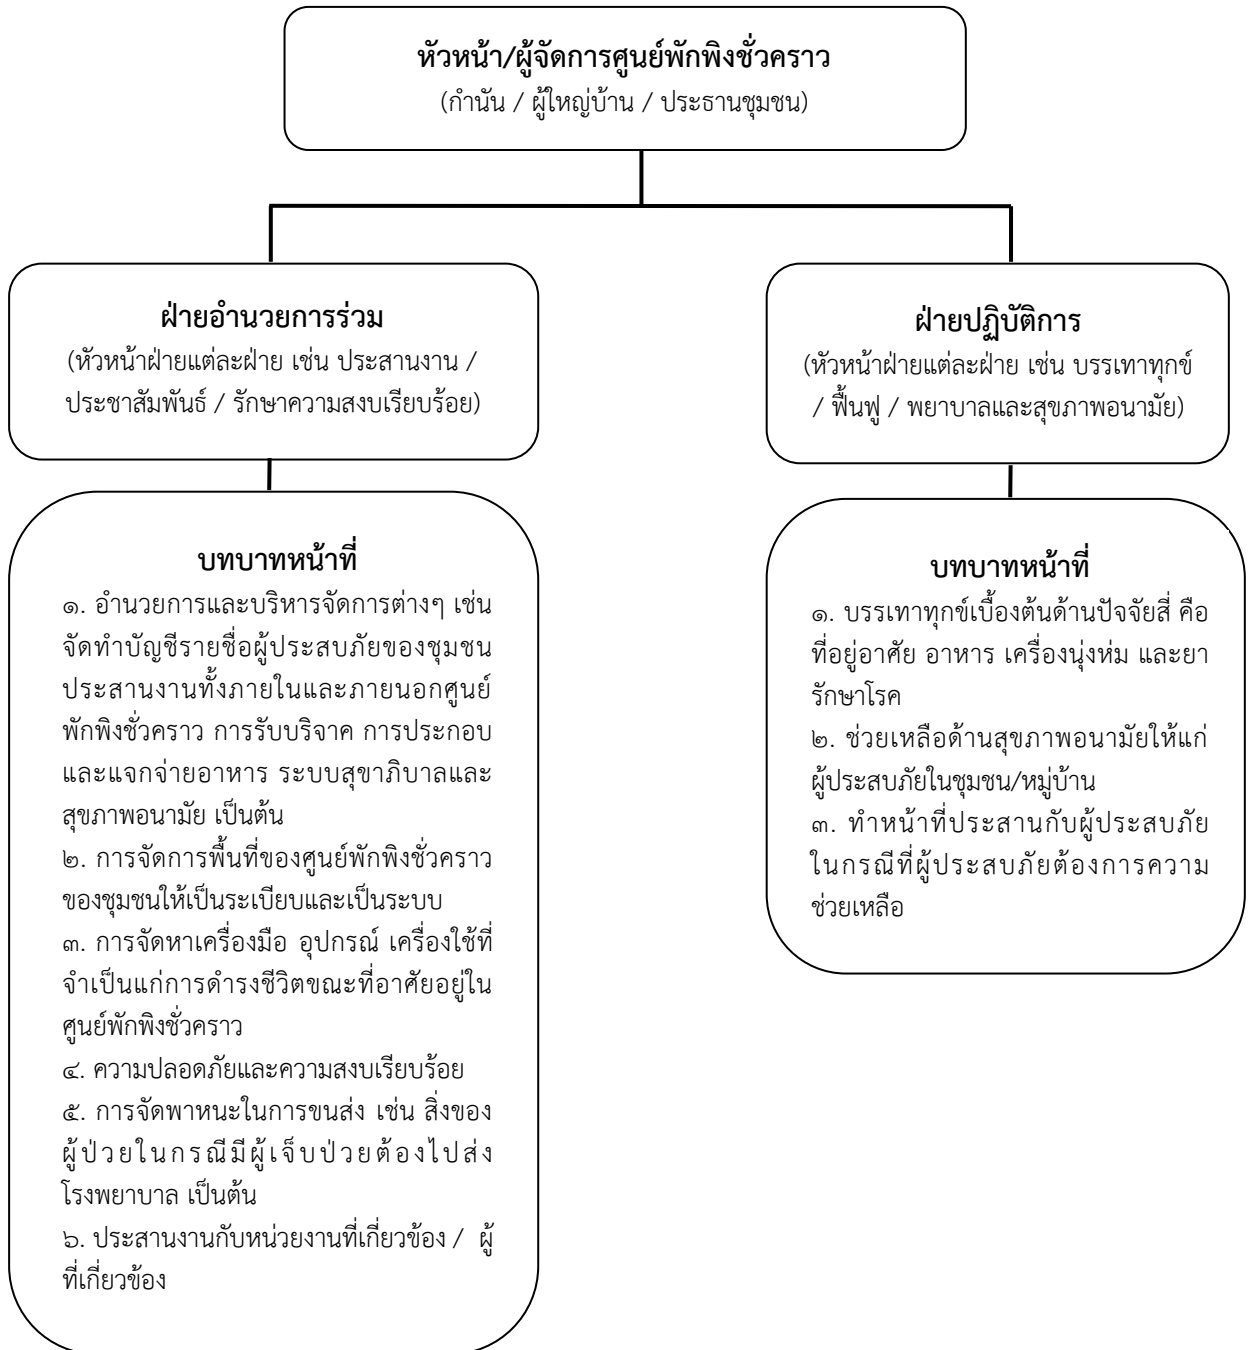 หัวหน้า/ผู้จัดการศูนย์พักพิงชั่วคราว
(กำนัน / ผู้ใหญ่บ้าน / ประธานชุมชน)
ฝ่ายอำนวยการร่วม
(หัวหน้าฝ่ายแต่ละฝ่าย เช่น ประสานงาน /
ประชาสัมพันธ์ / รักษาความสงบเรียบร้อย)
บทบาทหน้าที่
๑. อำนวยการและบริหารจัดการต่างๆ เช่น
จัดทำบัญชีรายชื่อผู้ประสบภัยของชุมชน
ประสานงานทั้งภายในและภายนอกศูนย์
พักพิงชั่วคราว การรับบริจาค การประกอบ
และแจกจ่ายอาหาร ระบบสุขาภิบาลและ
สุขภาพอนามัย เป็นต้น
๒. การจัดการพื้นที่ของศูนย์พักพิงชั่วคราว
ของชุมชนให้เป็นระเบียบและเป็นระบบ
๓. การจัดหาเครื่องมือ อุปกรณ์ เครื่องใช้ที่
จำเป็นแก่การดำรงชีวิตขณะที่อาศัยอยู่ใน
ศูนย์พักพิงชั่วคราว
๔. ความปลอดภัยและความสงบเรียบร้อย
๕. การจัดพาหนะในการขนส่ง เช่น สิ่งของ
ผู้ป่วยในกรณีมีผู้เจ็บป่วยต้องไปส่ง
โรงพยาบาล เป็นต้น
๖. ประสานงานกับหน่วยงานที่เกี่ยวข้อง / ผู้
ที่เกี่ยวข้อง
ฝ่ายปฏิบัติการ
(หัวหน้าฝ่ายแต่ละฝ่าย เช่น บรรเทาทุกข์
/ ฟื้นฟู / พยาบาลและสุขภาพอนามัย)
บทบาทหน้าที่
๑. บรรเทาทุกข์เบื้องต้นด้านปัจจัยสี่ คือ
ที่อยู่อาศัย อาหาร เครื่องนุ่งห่ม และยา
รักษาโรค
๒. ช่วยเหลือด้านสุขภาพอนามัยให้แก่
ผู้ประสบภัยในชุมชน/หมู่บ้าน
๓. ทำหน้าที่ประสานกับผู้ประสบภัย
ในกรณีที่ผู้ประสบภัยต้องการความ
ช่วยเหลือ